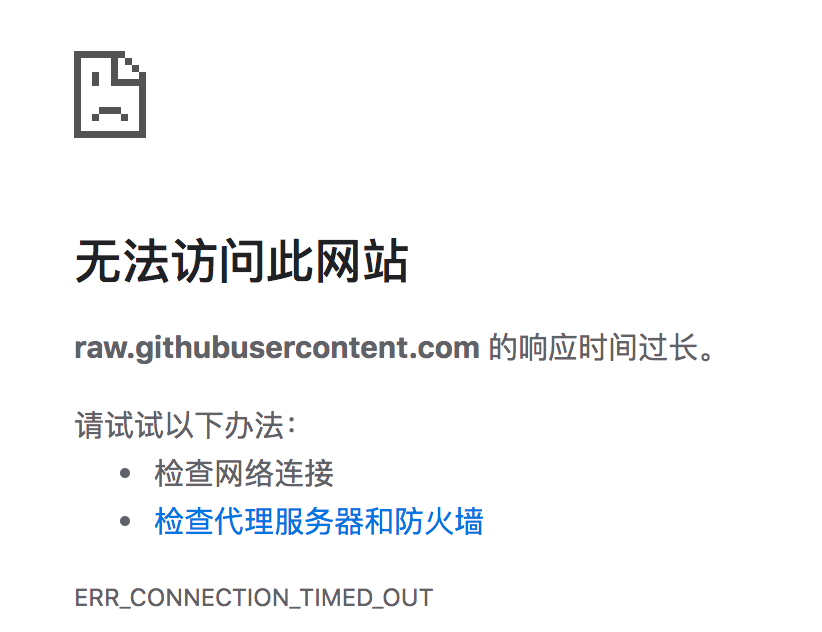 无法访问此网站
raw.githubusercontent.com 的响应时间过长。
请试试以下办法：
检查网络连接
检查代理服务器和防火墙
ERR_CONNECTION_TIMED_OUT